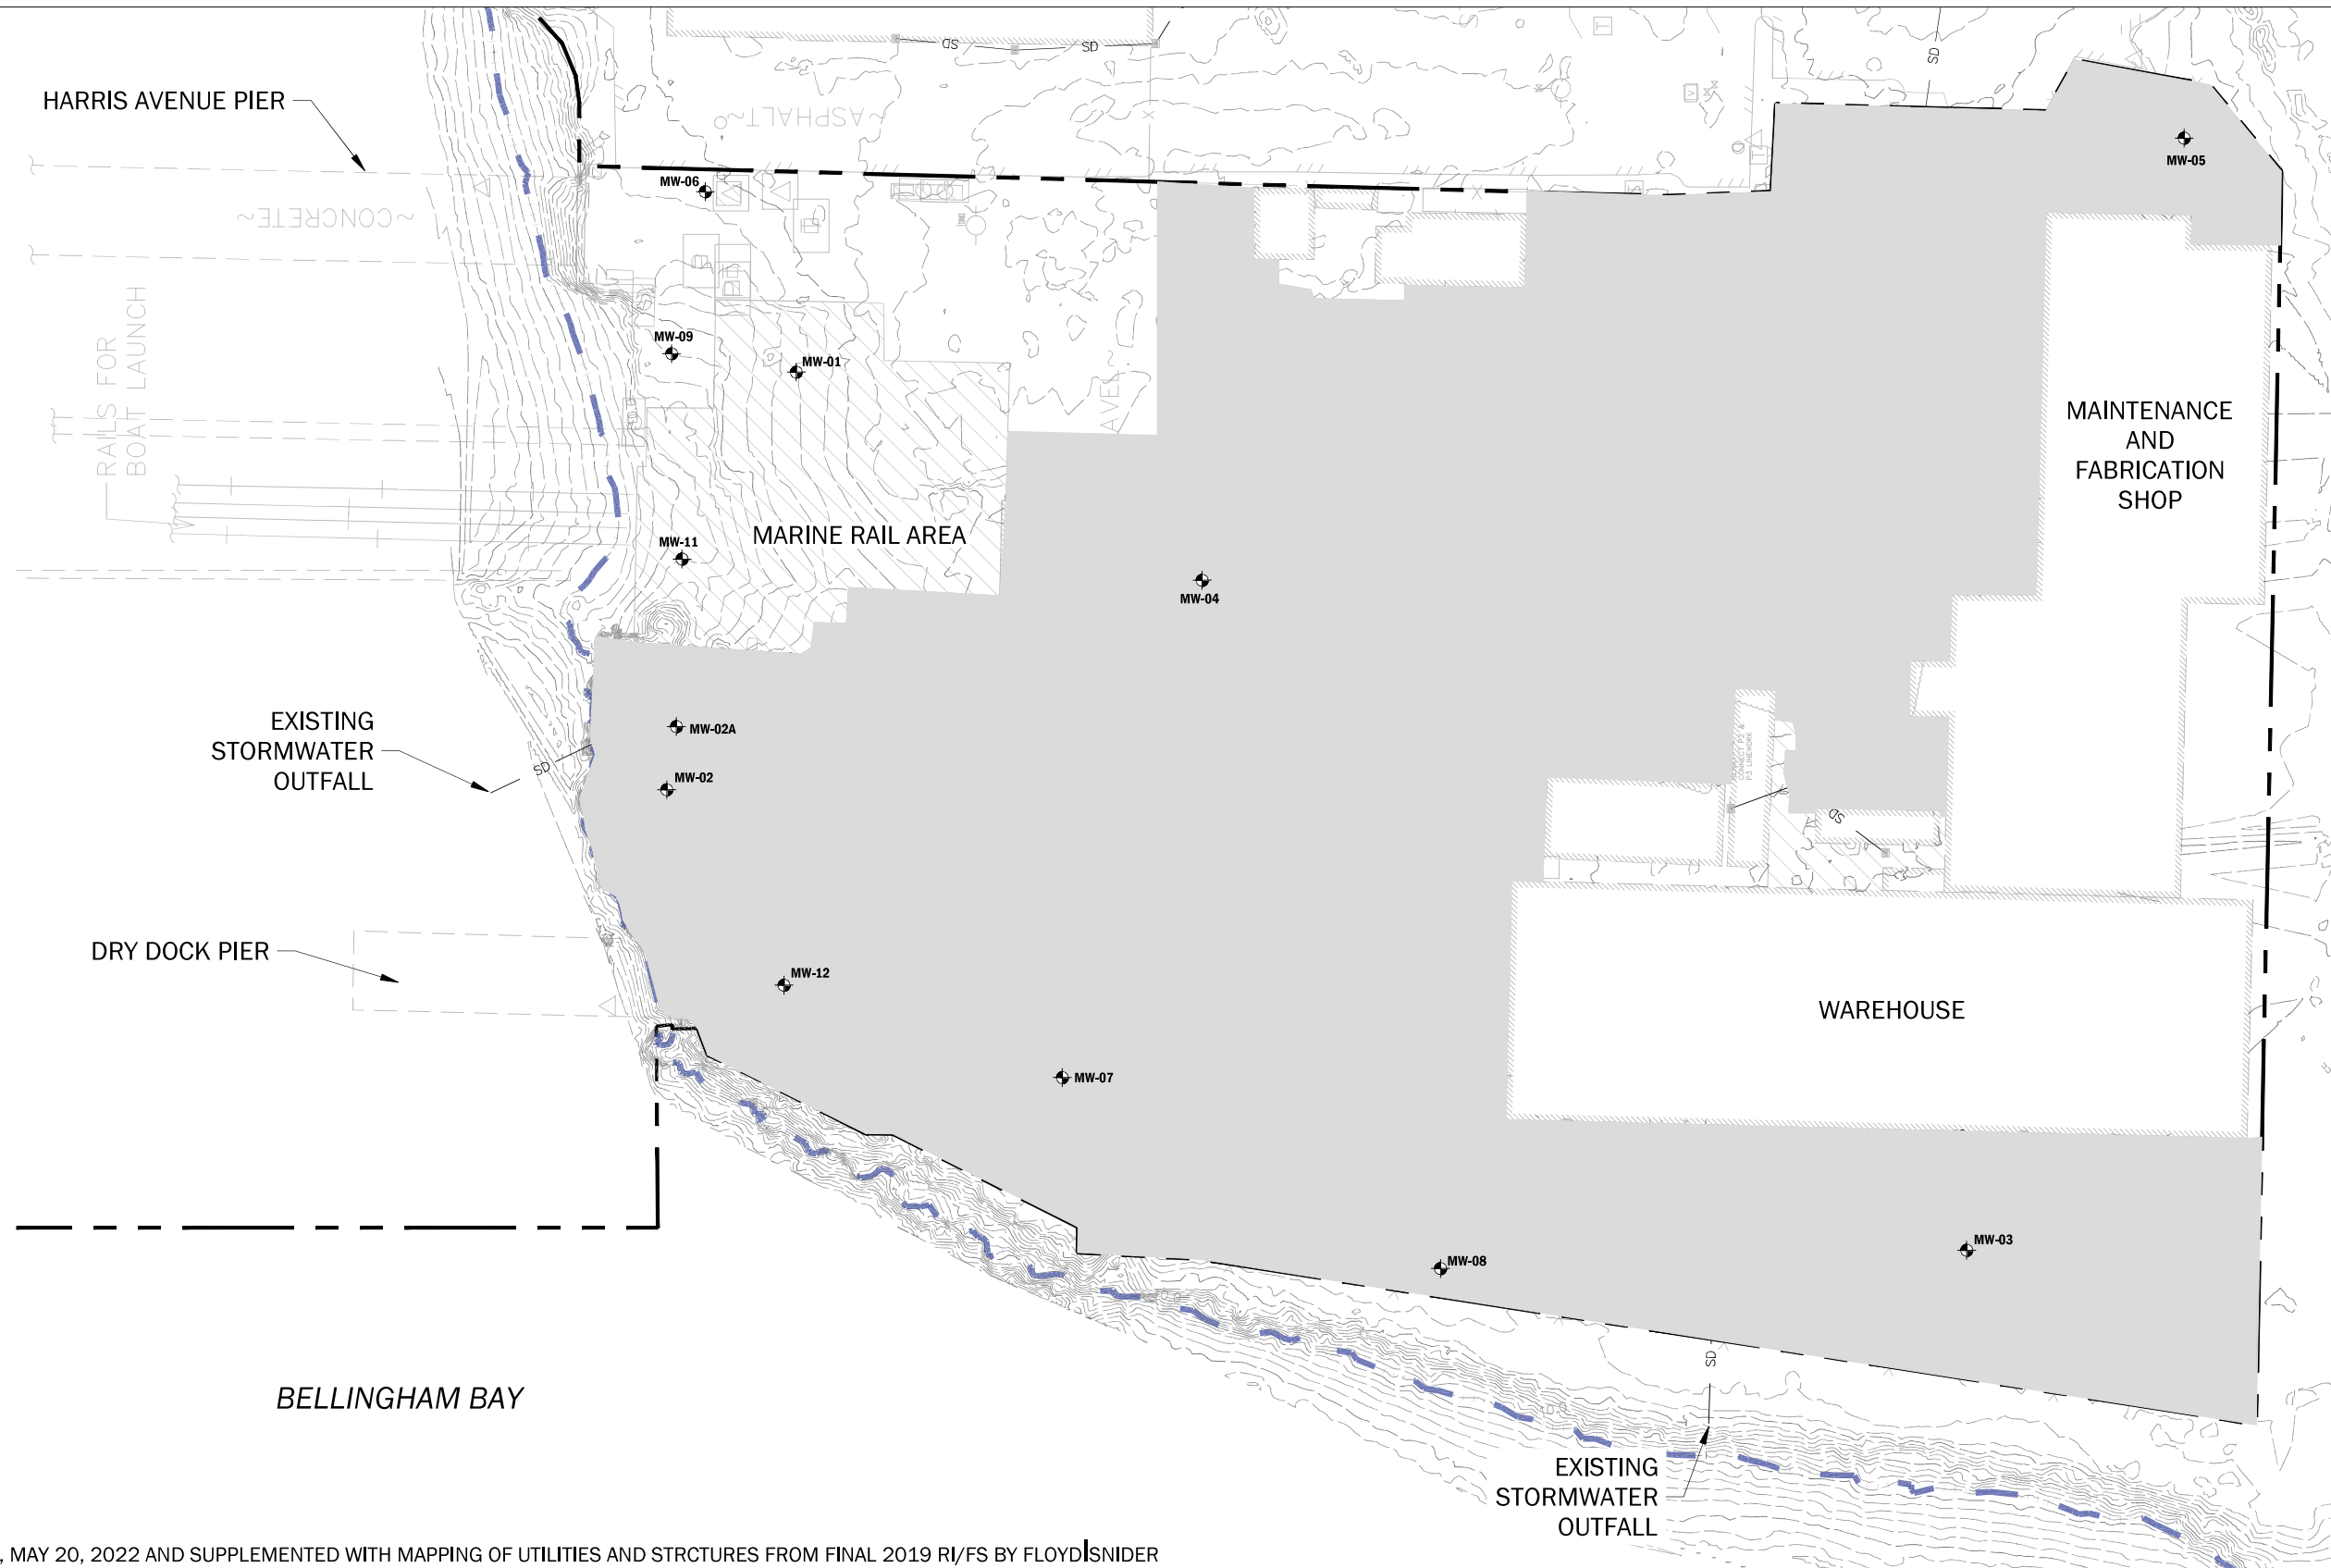 SD
SD
SD
HARRIS AVENUE PIER
~ASPHALT~
MW-05
MW-06
~CONCRETE~
RAILS FOR
BOAT LAUNCH
MW-09
MW-01
AVE
MAINTENANCE
AND
FABRICATION
SHOP
MARINE RAIL AREA
MW-11
MW-04
EXISTING
STORMWATER
OUTFALL
SD
MW-02A
MW-02
CONNECT P2 &
P3 LINEWORK
SD
DRY DOCK PIER
MW-12
WAREHOUSE
MW-07
MW-08
MW-03
SD
BELLINGHAM BAY
EXISTING
STORMWATER
OUTFALL
, MAY 20, 2022 AND SUPPLEMENTED WITH MAPPING OF UTILITIES AND STRCTURES FROM FINAL 2019 RI/FS BY FLOYD|SNIDER